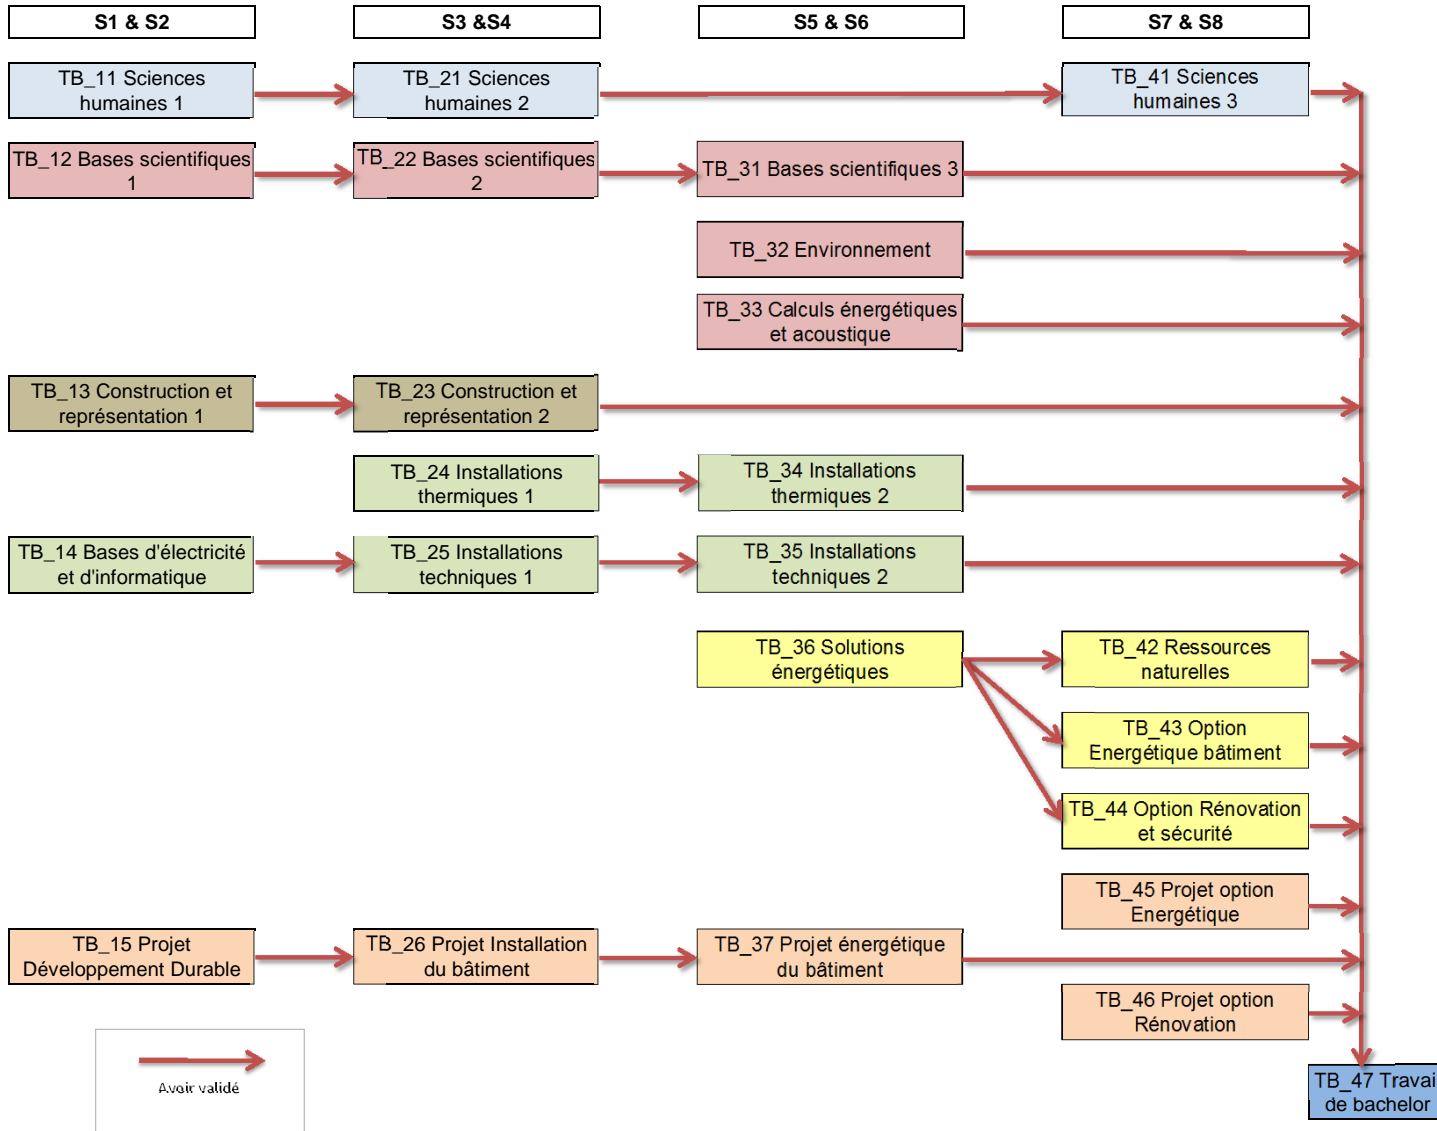 S1 & S2
S3 &S4
S5 & S6
S7 & S8
TB_11 Sciences
humaines 1
TB_21 Sciences
humaines 2
TB_41 Sciences
humaines 3
TB_12 Bases scientifiques
1
TB_22 Bases scientifiques
2
TB_31 Bases scientifiques 3
TB_32 Environnement
TB_33 Calculs énergétiques
et acoustique
TB_13 Construction et
représentation 1
TB_23 Construction et
représentation 2
TB_24 Installations
thermiques 1
TB_34 Installations
thermiques 2
TB_14 Bases d'électricité
et d'informatique
TB_25 Installations
techniques 1
TB_35 Installations
techniques 2
TB_36 Solutions
énergétiques
TB_42 Ressources
naturelles
TB_43 Option
Energétique bâtiment
TB_44 Option Rénovation
et sécurité
TB_45 Projet option
Energétique
TB_15 Projet
Développement Durable
TB_26 Projet Installation
du bâtiment
TB_37 Projet énergétique
du bâtiment
TB_46 Projet option
Rénovation
Avoir validé
TB_47 Travai
de bachelor